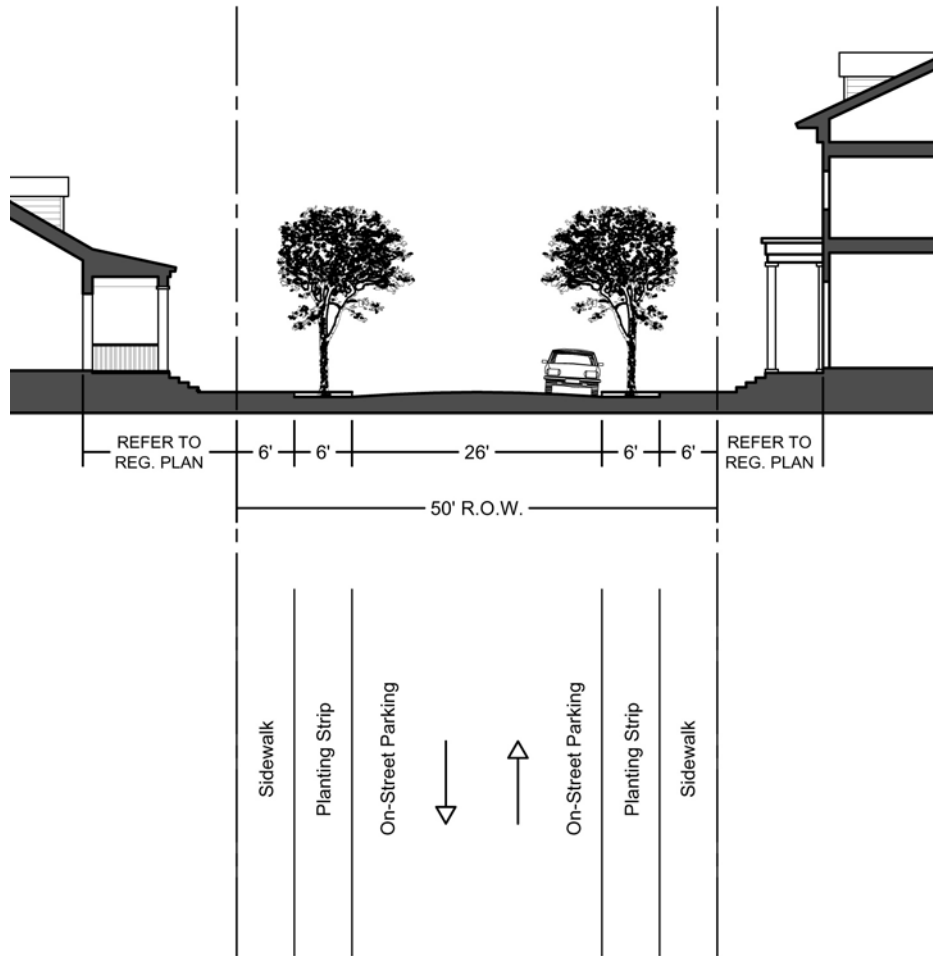 REFER TO
REG. PLAN
6'
6'
26'
6'
6'
REFER TO
REG. PLAN
50' R.O.W.
Sidewalk
Planting Strip
On-Street Parking
On-Street Parking
Planting Strip
Sidewalk